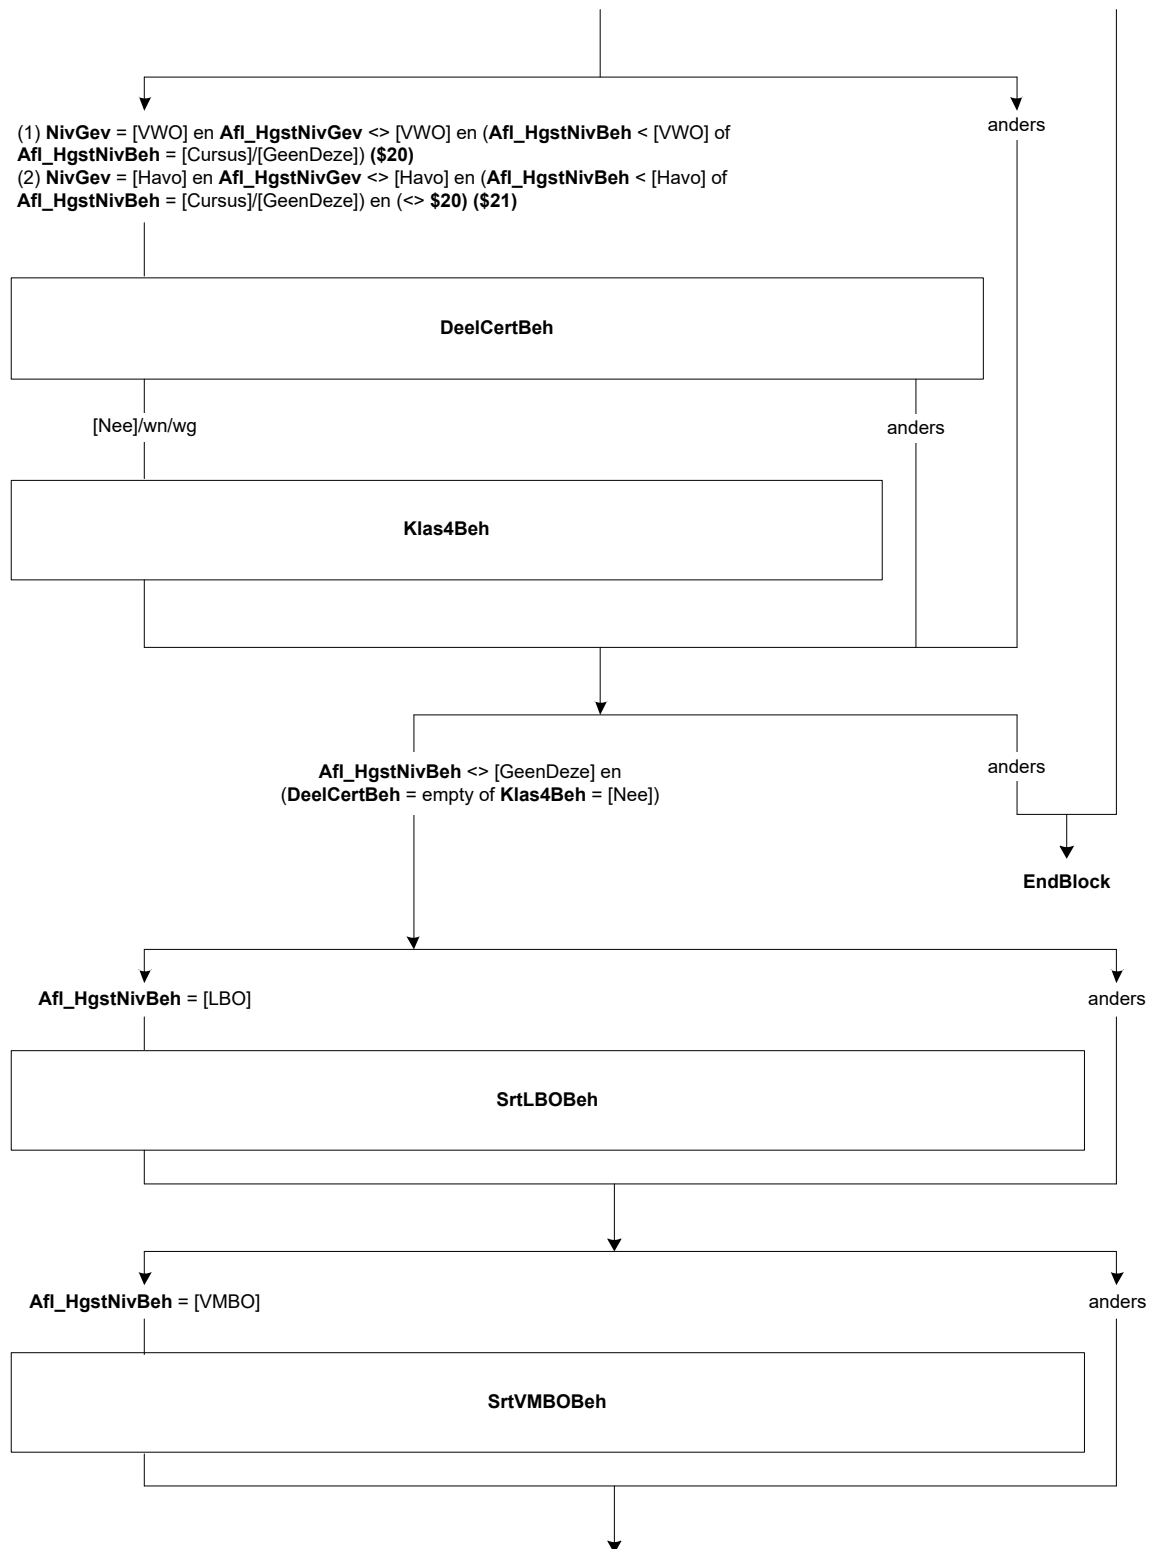 (1) NivGev = [VWO] en Afl_HgstNivGev <> [VWO] en (Afl_HgstNivBeh < [VWO] of
Afl_HgstNivBeh = [Cursus]/[GeenDeze]) ($20)
(2) NivGev = [Havo] en Afl_HgstNivGev <> [Havo] en (Afl_HgstNivBeh < [Havo] of
Afl_HgstNivBeh = [Cursus]/[GeenDeze]) en (<> $20) ($21)
anders
DeelCertBeh
[Nee]/wn/wg
anders
Klas4Beh
Afl_HgstNivBeh <> [GeenDeze] en
(DeelCertBeh = empty of Klas4Beh = [Nee])
anders
EndBlock
Afl_HgstNivBeh = [LBO]
anders
SrtLBOBeh
Afl_HgstNivBeh = [VMBO]
anders
SrtVMBOBeh